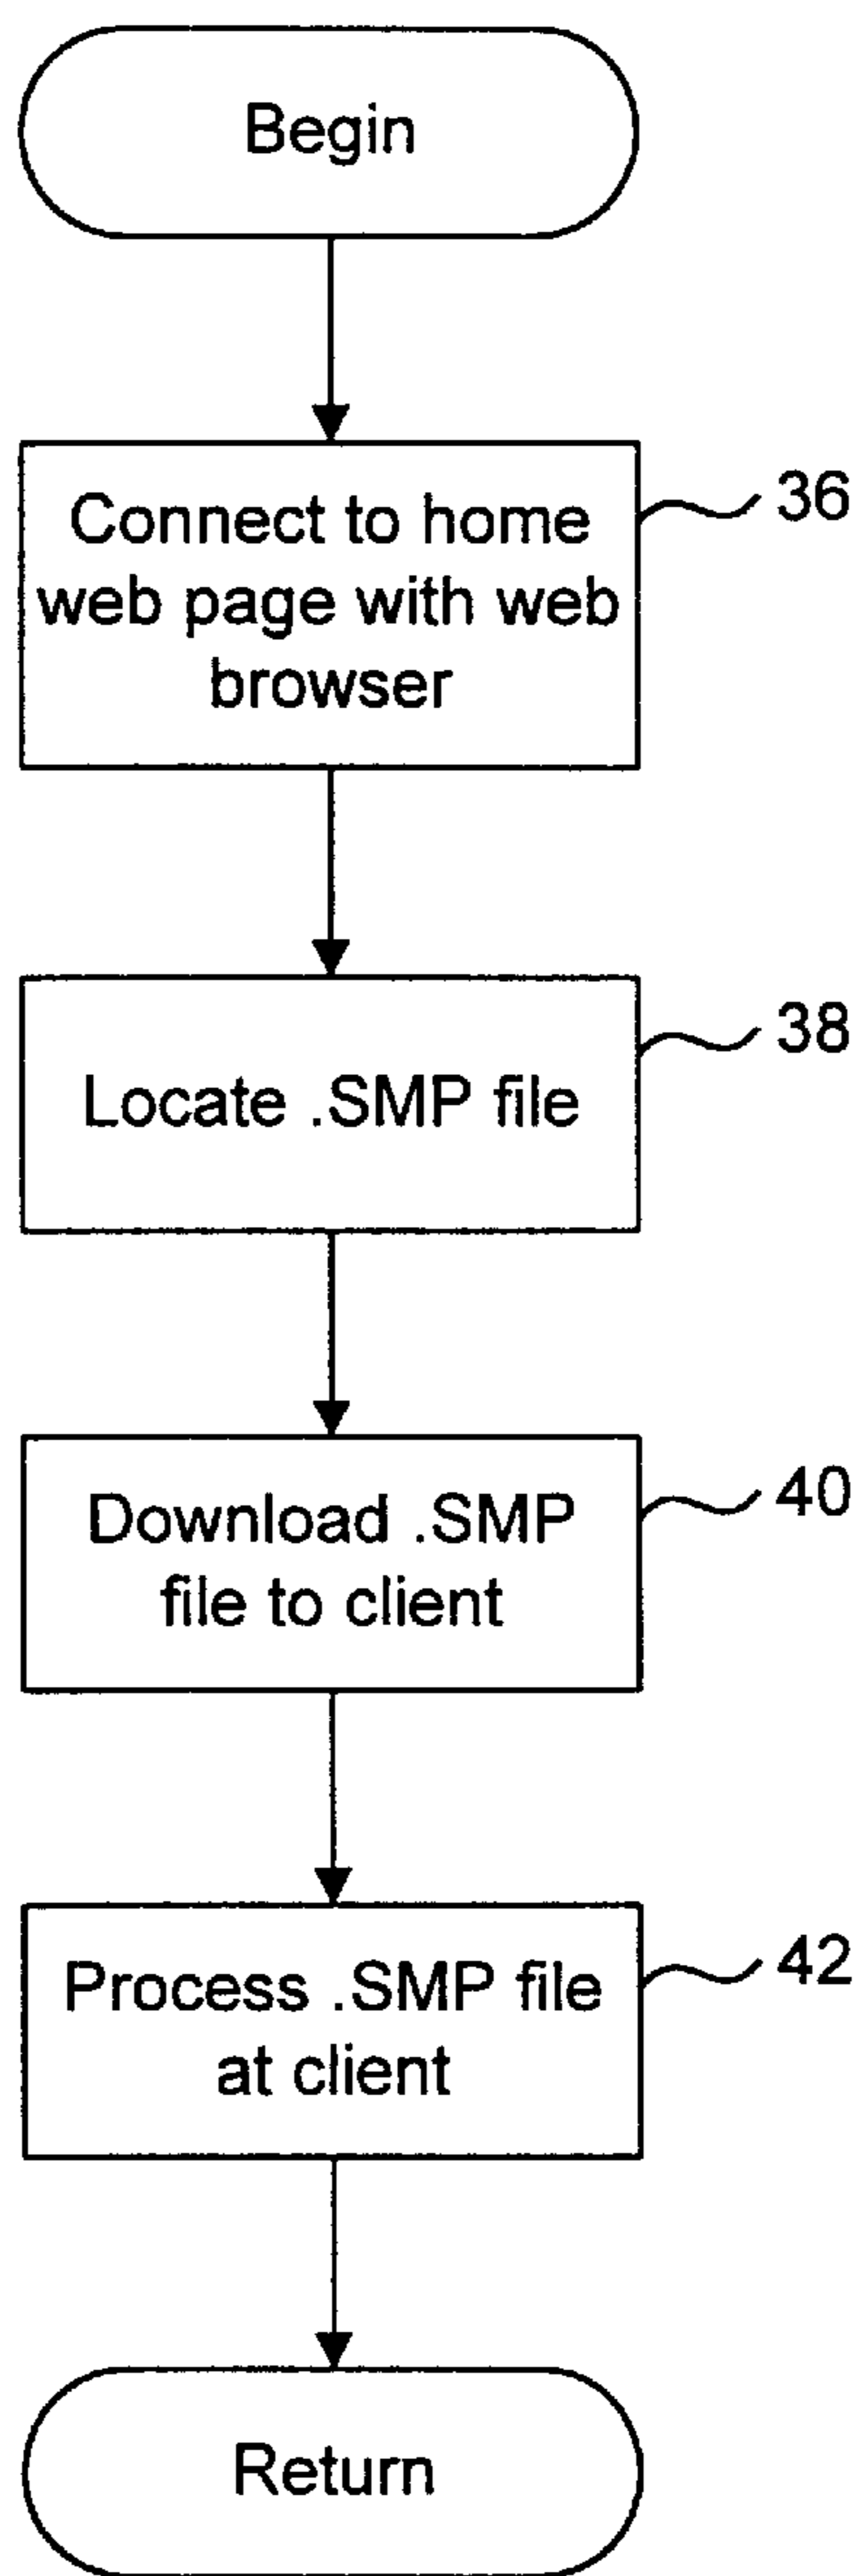 Begin
Connect to home
web page with web
browser
36
Locate .SMP file
38
Download .SMP
file to client
40
Process .SMP file
at client
42
Return